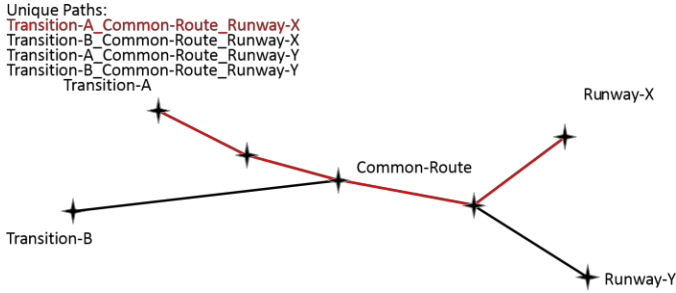 Unique Paths:
Transition-A_Common-Route_Runway-X
Transition-B_Common-Route_Runway-X
Transition-A_Common-Route_Runway-Y
Transition-B_Common-Route_Runway-Y
Transition-A
Runway-X
Common-Route
Transition-B
Runway-Y